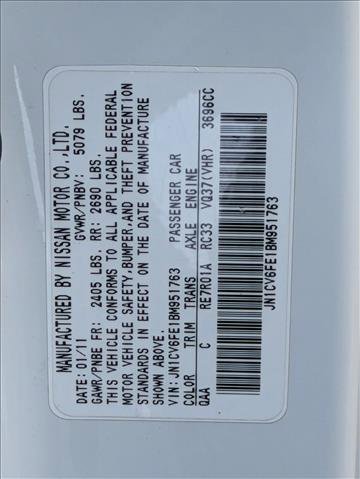 MANUFACTURED BY NISSAN MOTOR CO.,LTD.
DATE: 01/11 GVWR/PNBV: 5079 LBS.
GAWR/PNBE FR: 2405 LBS. RR: 2690 LBS.
THIS VEHICLE CONFORMS TO ALL APPLICABLE FEDERAL
MOTOR VEHICLE SAFETY,BUMPER,AND THEFT PREVENTION
STANDARDS IN EFFECT ON THE DATE OF MANUFACTURE
SHOWN ABOVE.
VIN: JN1CV6FE1BM951763 PASSENGER CAR
COLOR TRIM TRANS AXLE ENGINE
QAA C RE7R01A RC33 VQ37(VHR) 3696CC
JN1CV6FE1BM951763